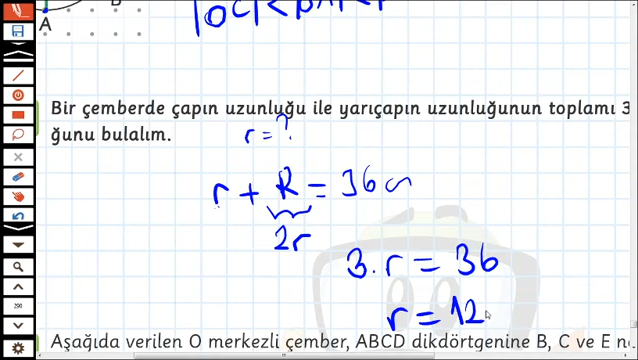 A
B
Bir çemberde çapın uzunluğu ile yarıçapın uzunluğunun toplamı 3
ğunu bulalım.
r = ?
r + R = 36 cm
2r
3. r = 36
r = 12
Aşağıda verilen O merkezli çember, ABCD dikdörtgenine B, C ve E n